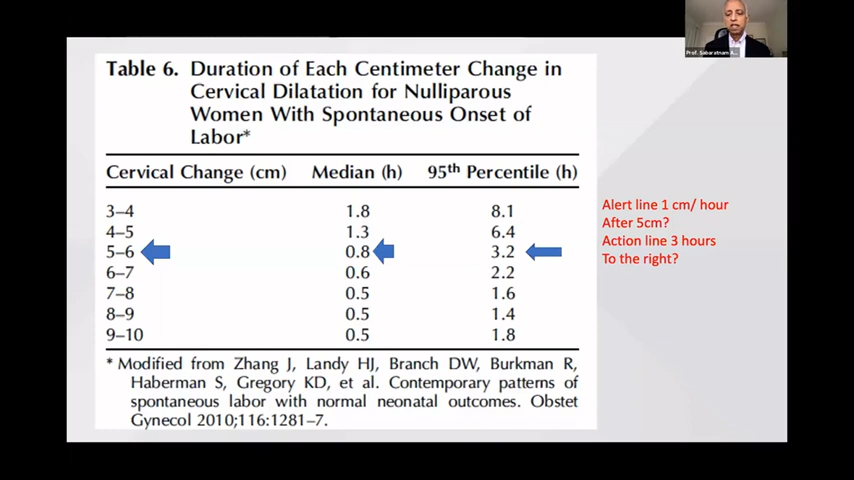 Prof. Sabaratnam A...
Table 6. Duration of Each Centimeter Change in
Cervical Dilatation for Nulliparous
Women With Spontaneous Onset of
Labor*
Cervical Change (cm) Median (h) 95th Percentile (h)
3–4 1.8 8.1
4–5 1.3 6.4
5–6 0.8 3.2
6–7 0.6 2.2
7–8 0.5 1.6
8–9 0.5 1.4
9–10 0.5 1.8
* Modified from Zhang J, Landy HJ, Branch DW, Burkman R,
Haberman S, Gregory KD, et al. Contemporary patterns of
spontaneous labor with normal neonatal outcomes. Obstet
Gynecol 2010;116:1281–7.
Alert line 1 cm/ hour
After 5cm?
Action line 3 hours
To the right?